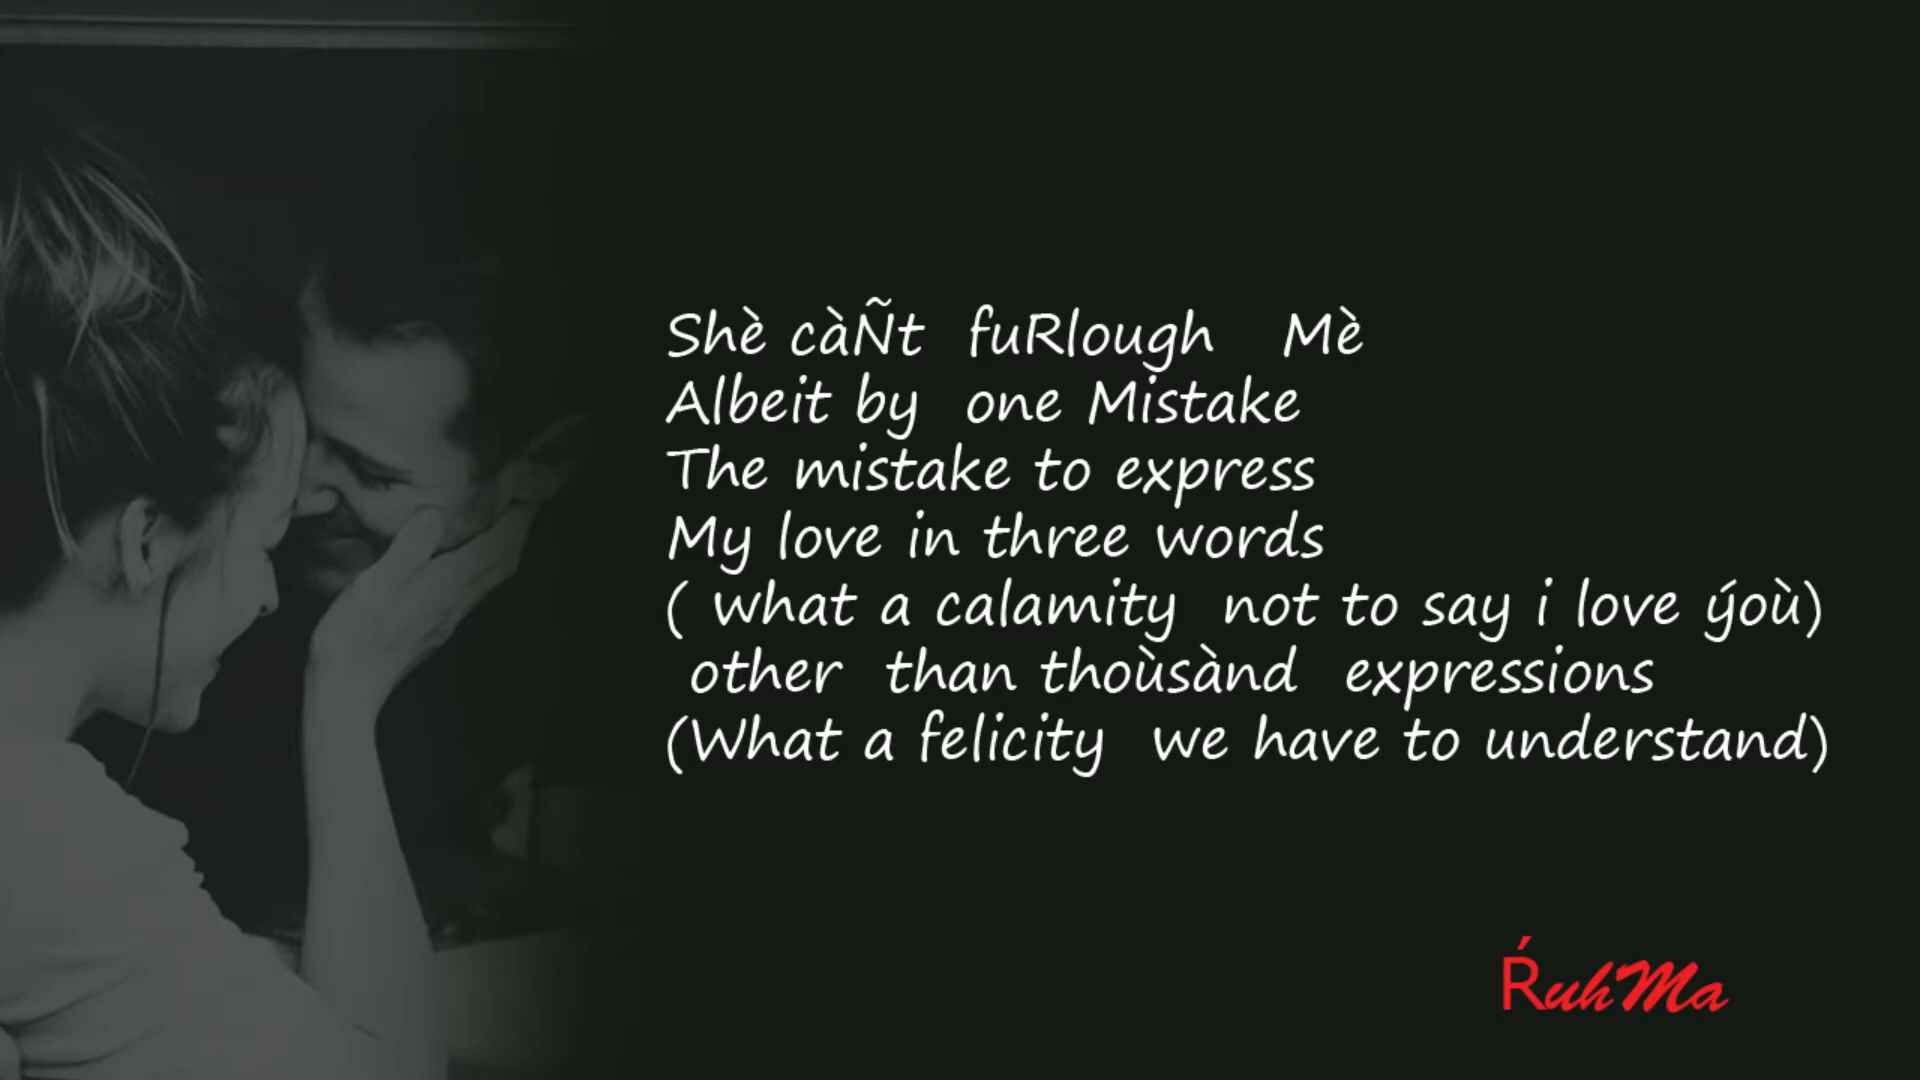 Shè càÑt fuRlough Mè
Albeit by one Mistake
The mistake to express
My love in three words
( what a calamity not to say i love ýoù)
other than thoùsànd expressions
(What a felicity we have to understand)
ŔuhMa